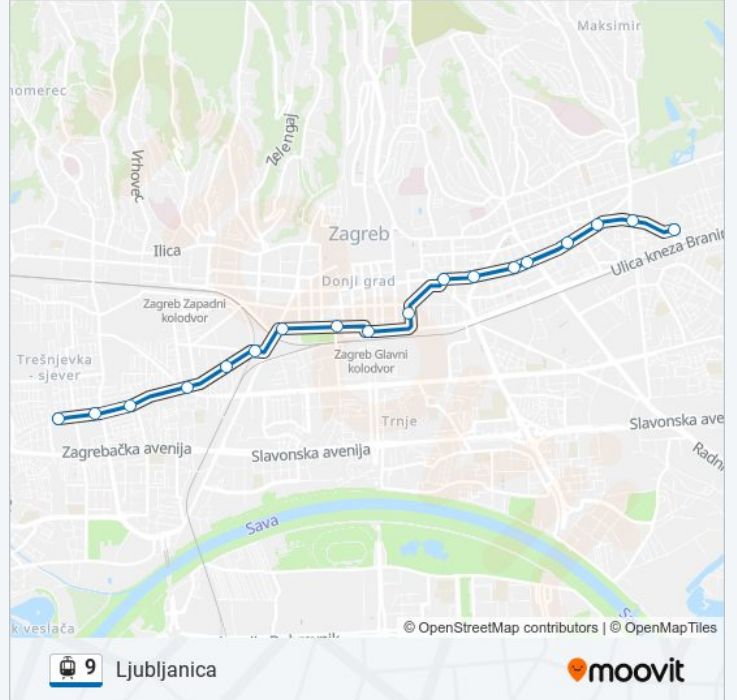 Maksimir
nomerec
Zelengaj
Vrhovec
Zagreb
Ilica
Ulica kneza Branim
Donji grad
Zagreb Zapadni
kolodvor
Zagreb Glavni
kolodvor
Trešnjevka
- sjever
Trnje
Slavonska ave
Zagrebačka avenija
Slavonska avenija
Radni
Sava
k veslača
© OpenStreetMap contributors | © OpenMapTiles
9 Ljubljanica
moovit